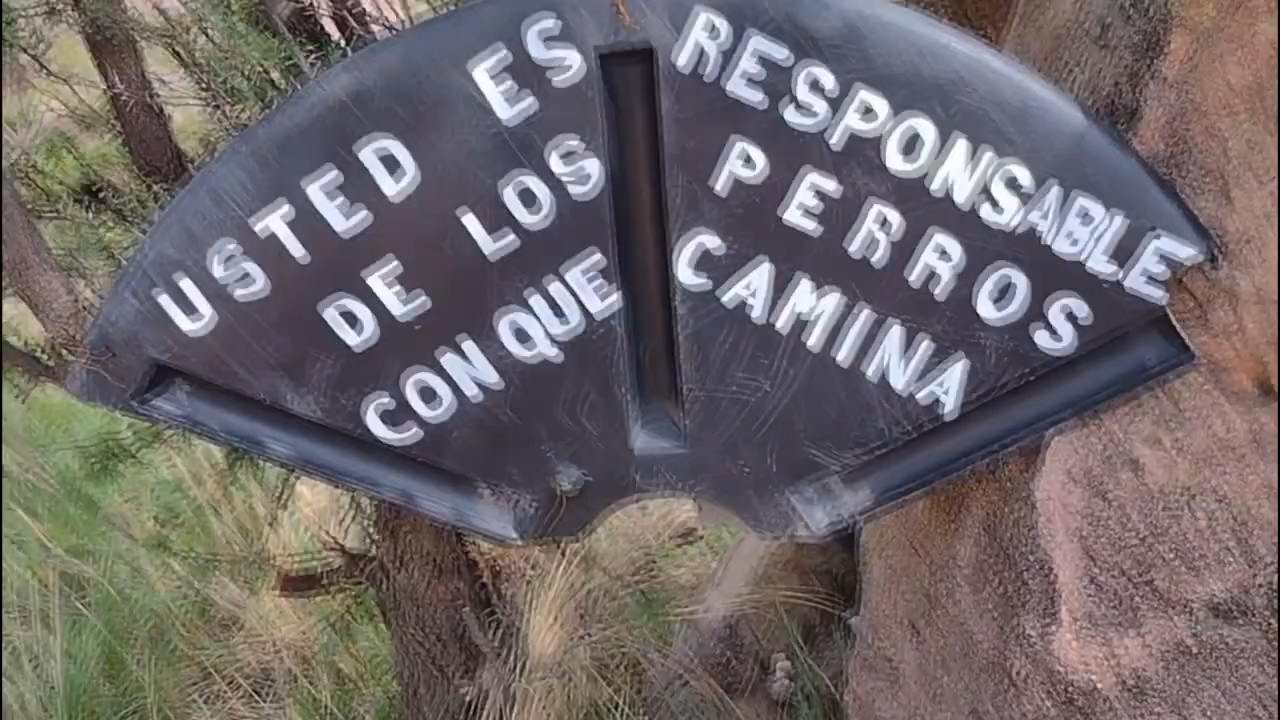 USTED ES RESPONSABLE
DE LOS PERROS
CON QUE CAMINA